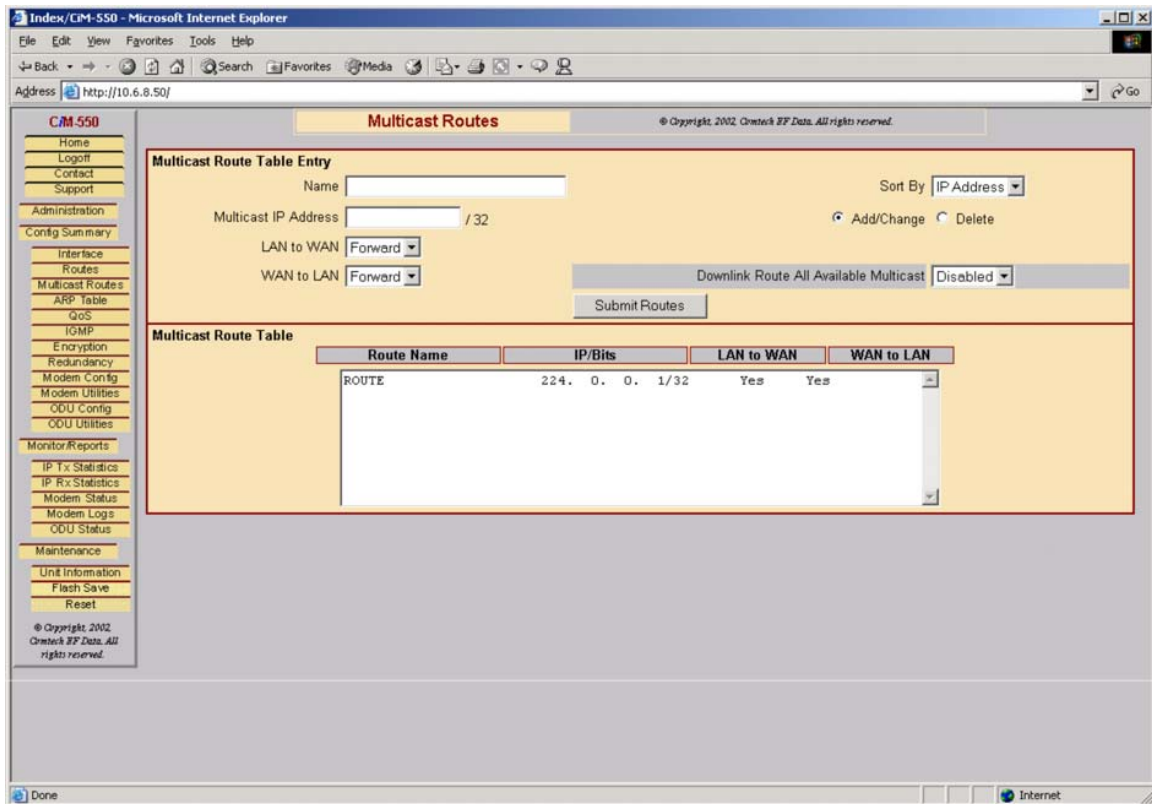 Index/CiM-550 - Microsoft Internet Explorer
File Edit View Favorites Tools Help
Back Search Favorites Media
Address http://10.6.8.50/ Go
CiM-550
Home
Logoff
Contact
Support
Administration
Config Summary
Interface
Routes
Multicast Routes
ARP Table
QoS
IGMP
Encryption
Redundancy
Modem Config
Modem Utilities
ODU Config
ODU Utilities
Monitor/Reports
IP Tx Statistics
IP Rx Statistics
Modem Status
Modem Logs
ODU Status
Maintenance
Unit Information
Flash Save
Reset
© Copyright, 2002,
Comtech EF Data. All
rights reserved.
Multicast Routes
© Copyright, 2002, Comtech EF Data. All rights reserved.
Multicast Route Table Entry
Name
Sort By IP Address
Multicast IP Address / 32
Add/Change Delete
LAN to WAN Forward
WAN to LAN Forward
Downlink Route All Available Multicast Disabled
Submit Routes
Multicast Route Table
Route Name IP/Bits LAN to WAN WAN to LAN
ROUTE 224. 0. 0. 1/32 Yes Yes
Done Internet